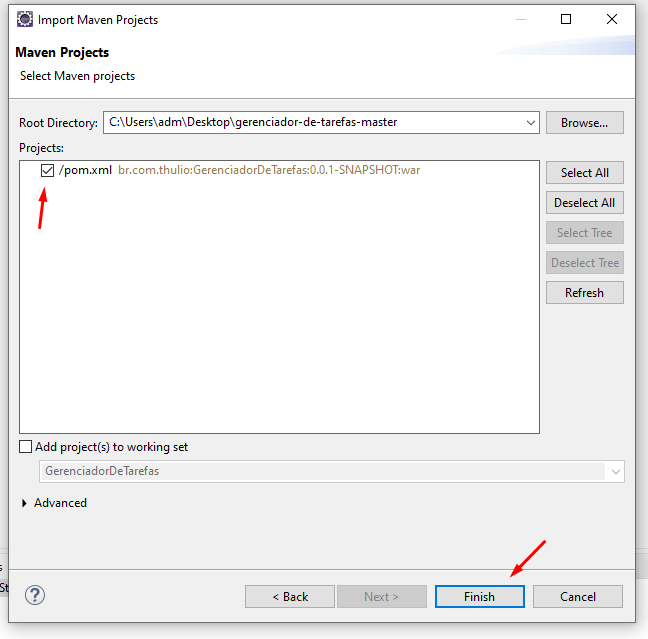 Import Maven Projects
Maven Projects
Select Maven projects
Root Directory: C:\Users\adm\Desktop\gerenciador-de-tarefas-master Browse...
Projects:
/pom.xml br.com.thulio:GerenciadorDeTarefas:0.0.1-SNAPSHOT:war
Select All
Deselect All
Select Tree
Deselect Tree
Refresh
Add project(s) to working set
GerenciadorDeTarefas
Advanced
s
St
? < Back Next > Finish Cancel